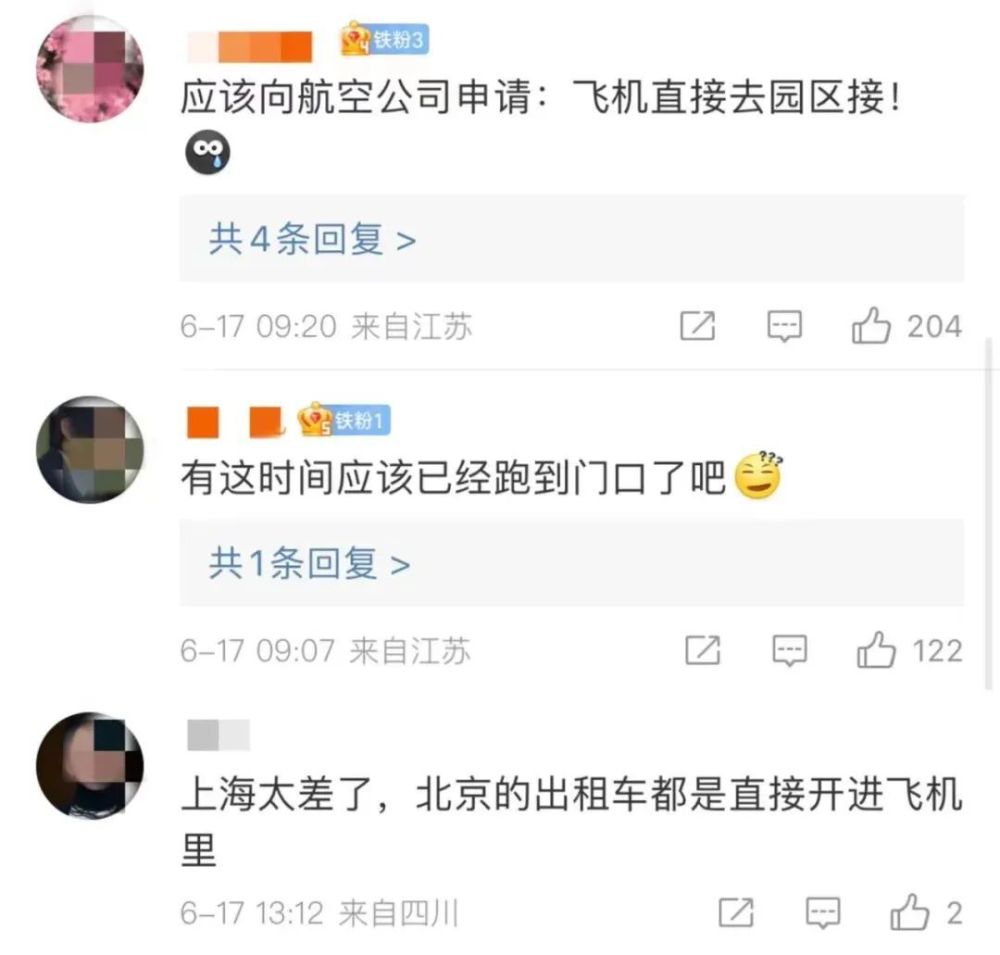 4 铁粉3
应该向航空公司申请：飞机直接去园区接！
共4条回复 >
6-17 09:20 来自江苏 204
5 铁粉1
有这时间应该已经跑到门口了吧
???
共1条回复 >
6-17 09:07 来自江苏 122
上海太差了，北京的出租车都是直接开进飞机
里
6-17 13:12 来自四川 2